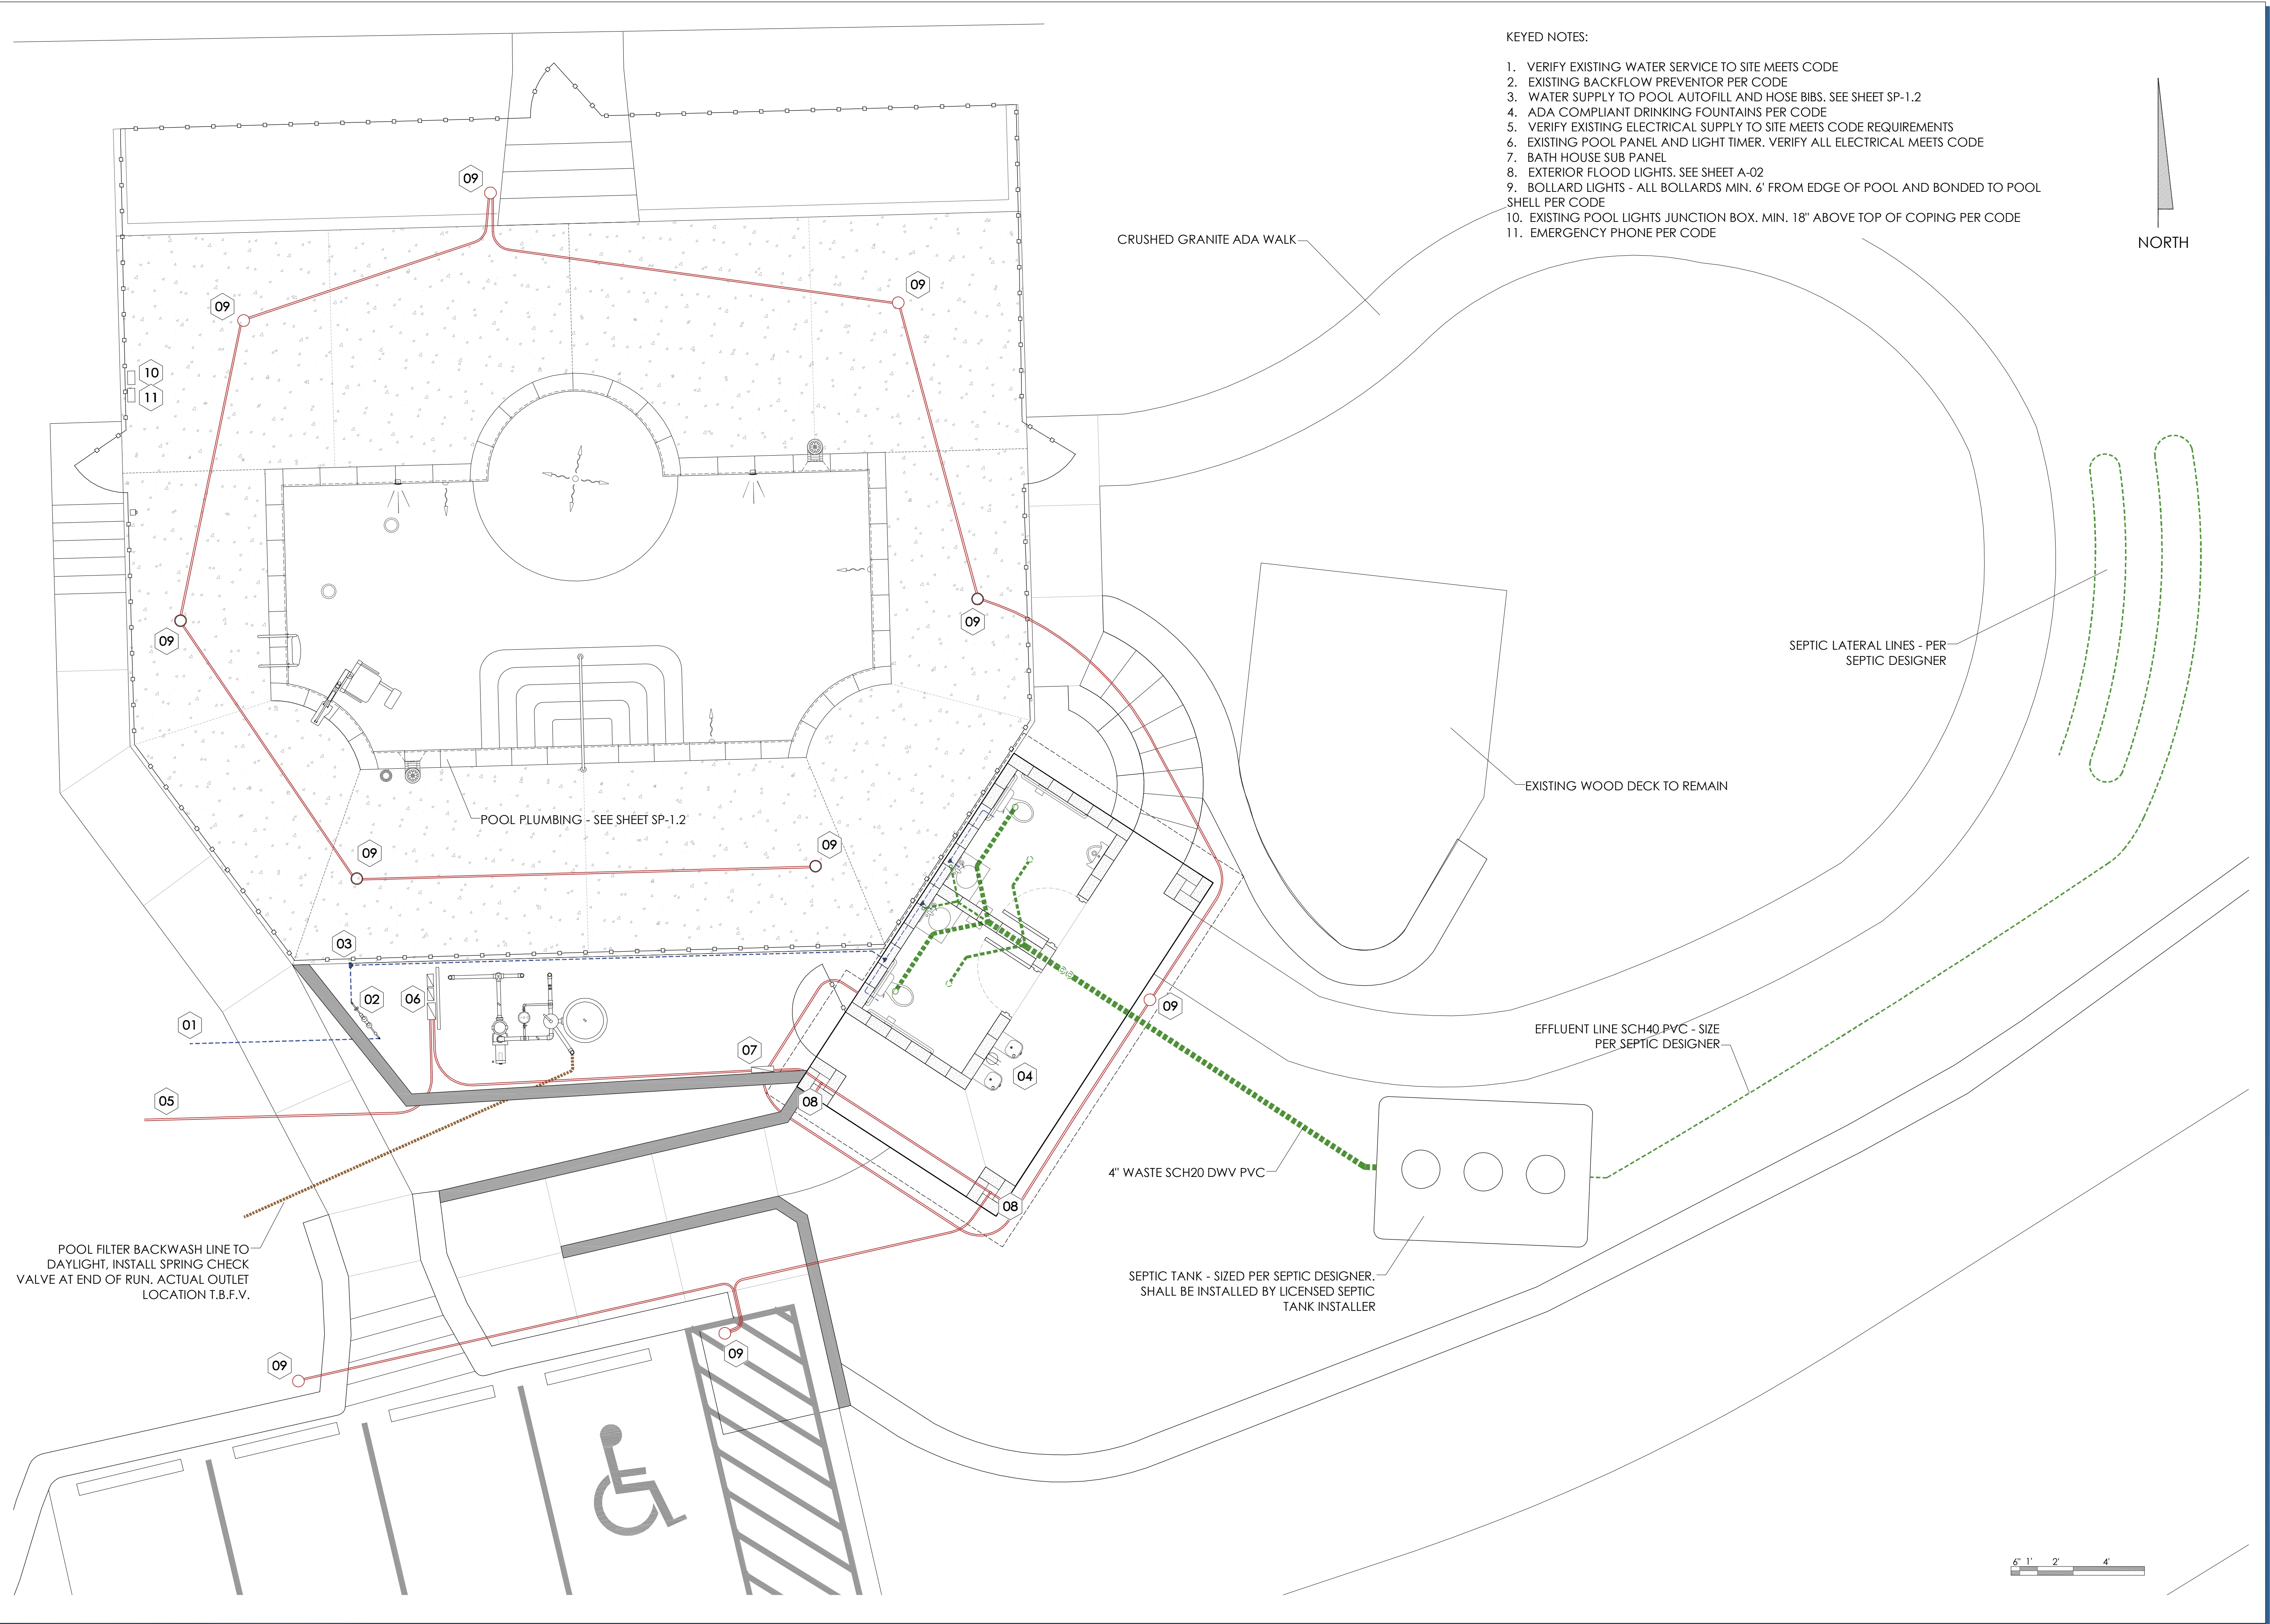 KEYED NOTES:
1. VERIFY EXISTING WATER SERVICE TO SITE MEETS CODE
2. EXISTING BACKFLOW PREVENTOR PER CODE
3. WATER SUPPLY TO POOL AUTOFILL AND HOSE BIBS. SEE SHEET SP-1.2
4. ADA COMPLIANT DRINKING FOUNTAINS PER CODE
5. VERIFY EXISTING ELECTRICAL SUPPLY TO SITE MEETS CODE REQUIREMENTS
6. EXISTING POOL PANEL AND LIGHT TIMER. VERIFY ALL ELECTRICAL MEETS CODE
7. BATH HOUSE SUB PANEL
8. EXTERIOR FLOOD LIGHTS. SEE SHEET A-02
9. BOLLARD LIGHTS - ALL BOLLARDS MIN. 6' FROM EDGE OF POOL AND BONDED TO POOL
SHELL PER CODE
10. EXISTING POOL LIGHTS JUNCTION BOX. MIN. 18" ABOVE TOP OF COPING PER CODE
11. EMERGENCY PHONE PER CODE
NORTH
CRUSHED GRANITE ADA WALK
09
09
09
10
11
09
09
SEPTIC LATERAL LINES - PER
SEPTIC DESIGNER
EXISTING WOOD DECK TO REMAIN
POOL PLUMBING - SEE SHEET SP-1.2
09
09
03
02
06
01
09
07
04
05
08
EFFLUENT LINE SCH40 PVC - SIZE
PER SEPTIC DESIGNER
4" WASTE SCH20 DWV PVC
08
POOL FILTER BACKWASH LINE TO
DAYLIGHT, INSTALL SPRING CHECK
VALVE AT END OF RUN. ACTUAL OUTLET
LOCATION T.B.F.V.
SEPTIC TANK - SIZED PER SEPTIC DESIGNER.
SHALL BE INSTALLED BY LICENSED SEPTIC
TANK INSTALLER
09
09
6" 1' 2' 4'